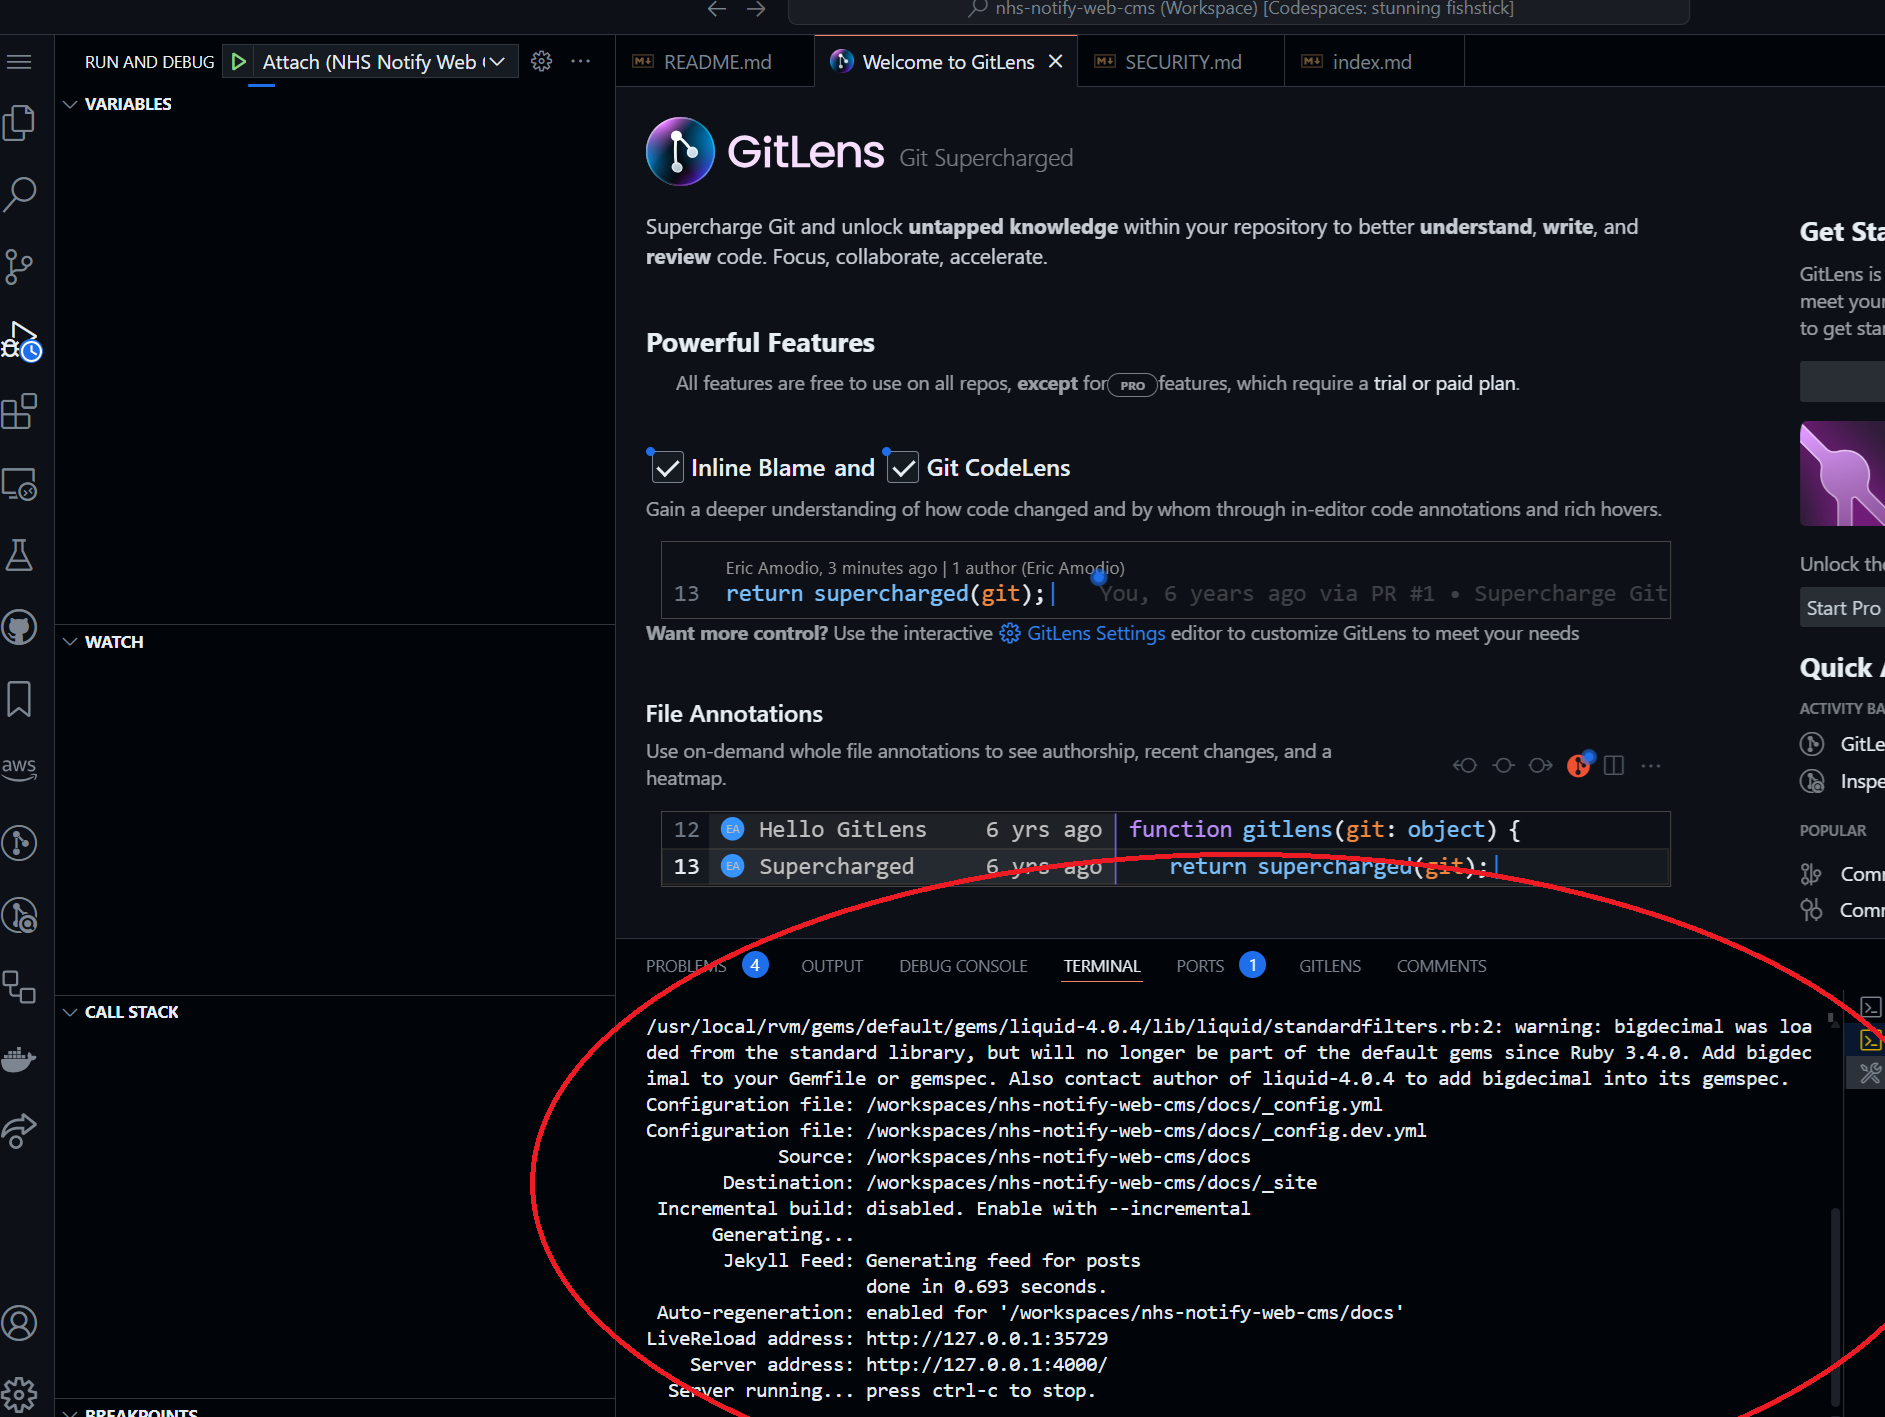 nhs-notify-web-cms (Workspace) [Codespaces: stunning fishstick]
RUN AND DEBUG
Attach (NHS Notify Web
README.md
Welcome to GitLens
SECURITY.md
index.md
VARIABLES
GitLens Git Supercharged
Supercharge Git and unlock untapped knowledge within your repository to better understand, write, and
review code. Focus, collaborate, accelerate.
Powerful Features
All features are free to use on all repos, except for PRO features, which require a trial or paid plan.
Inline Blame and Git CodeLens
Gain a deeper understanding of how code changed and by whom through in-editor code annotations and rich hovers.
Eric Amodio, 3 minutes ago | 1 author (Eric Amodio)
13 return supercharged(git); You, 6 years ago via PR #1 • Supercharge Git
Want more control? Use the interactive GitLens Settings editor to customize GitLens to meet your needs
WATCH
File Annotations
Use on-demand whole file annotations to see authorship, recent changes, and a
heatmap.
12 EA Hello GitLens 6 yrs ago function gitlens(git: object) {
13 EA Supercharged 6 yrs ago return supercharged(git);
Get Sta
GitLens is
meet your
to get star
Unlock the
Start Pro
Quick A
ACTIVITY BA
GitLe
Inspe
POPULAR
Comm
Comm
aws
PROBLEMS 4 OUTPUT DEBUG CONSOLE TERMINAL PORTS 1 GITLENS COMMENTS
CALL STACK
/usr/local/rvm/gems/default/gems/liquid-4.0.4/lib/liquid/standardfilters.rb:2: warning: bigdecimal was loa
ded from the standard library, but will no longer be part of the default gems since Ruby 3.4.0. Add bigdec
imal to your Gemfile or gemspec. Also contact author of liquid-4.0.4 to add bigdecimal into its gemspec.
Configuration file: /workspaces/nhs-notify-web-cms/docs/_config.yml
Configuration file: /workspaces/nhs-notify-web-cms/docs/_config.dev.yml
Source: /workspaces/nhs-notify-web-cms/docs
Destination: /workspaces/nhs-notify-web-cms/docs/_site
Incremental build: disabled. Enable with --incremental
Generating...
Jekyll Feed: Generating feed for posts
done in 0.693 seconds.
Auto-regeneration: enabled for '/workspaces/nhs-notify-web-cms/docs'
LiveReload address: http://127.0.0.1:35729
Server address: http://127.0.0.1:4000/
Server running... press ctrl-c to stop.
BREAKPOINTS